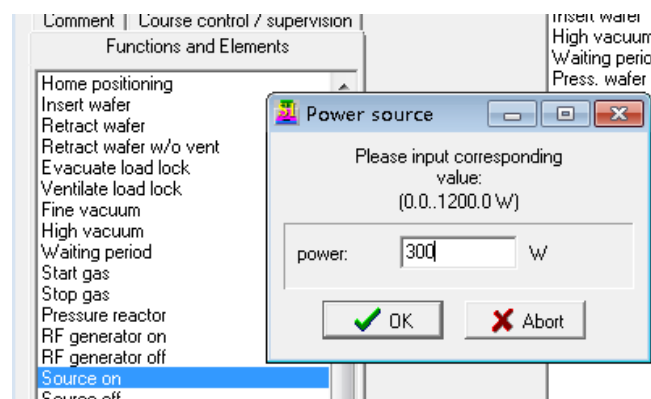 Comment | Course control / supervision
Functions and Elements
Home positioning
Insert wafer
Retract wafer
Retract wafer w/o vent
Evacuate load lock
Ventilate load lock
Fine vacuum
High vacuum
Waiting period
Start gas
Stop gas
Pressure reactor
RF generator on
RF generator off
Source on
Source off
Insert wafer
High vacuum
Waiting perio
Press. wafer
Power source
Please input corresponding
value:
(0.0..1200.0 W)
power: 300 W
OK Abort